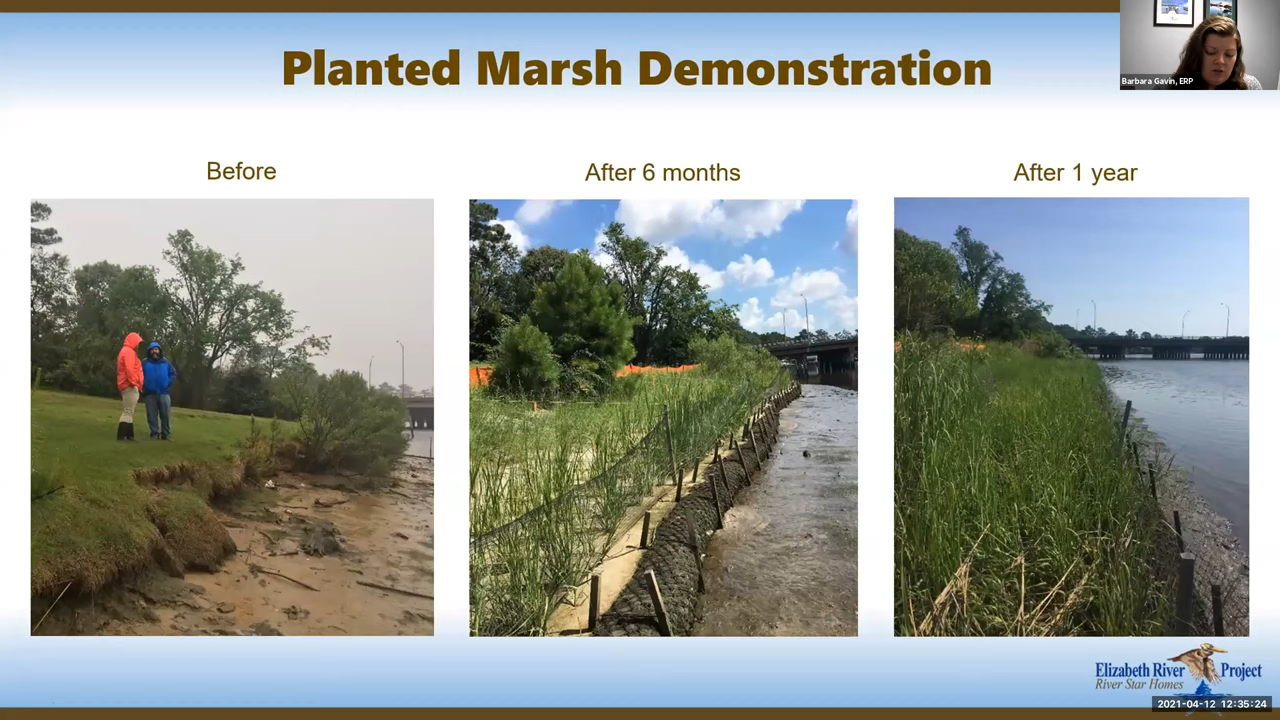 Planted Marsh Demonstration
Barbara Gavin, ERP
Before
After 6 months
After 1 year
Elizabeth River Project
River Star Homes
2021-04-12 12:35:24